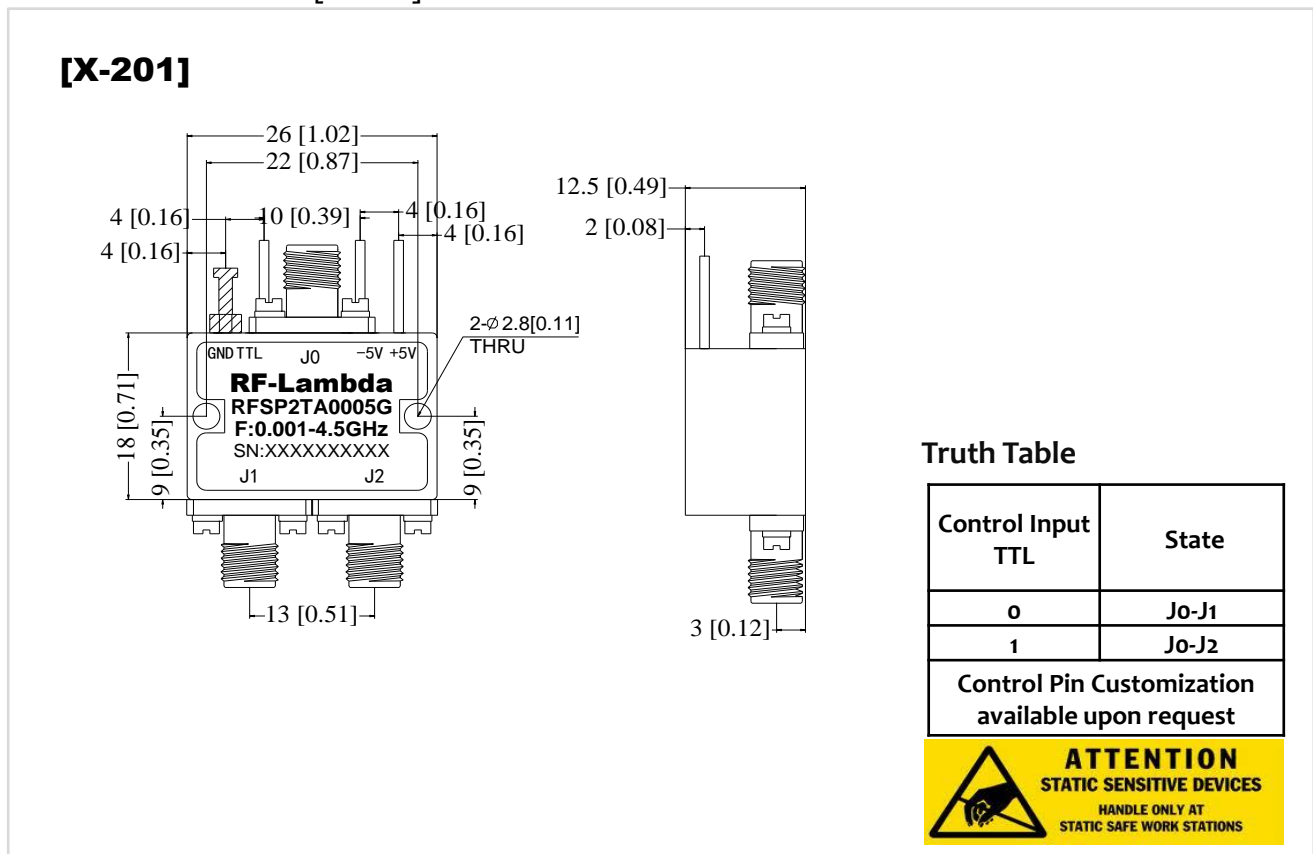 [X-201]
26 [1.02]
22 [0.87]
4 [0.16]
10 [0.39]
4 [0.16]
4 [0.16]
4 [0.16]
12.5 [0.49]
2 [0.08]
2-⌀2.8[0.11]
THRU
GND TTL J0 -5V +5V
RF-Lambda
RFSP2TA0005G
F:0.001-4.5GHz
SN:XXXXXXXXXX
J1 J2
18 [0.71]
9 [0.35]
9 [0.35]
13 [0.51]
3 [0.12]
Truth Table
Control Input
TTL
State
0 J0-J1
1 J0-J2
Control Pin Customization
available upon request
ATTENTION
STATIC SENSITIVE DEVICES
HANDLE ONLY AT
STATIC SAFE WORK STATIONS